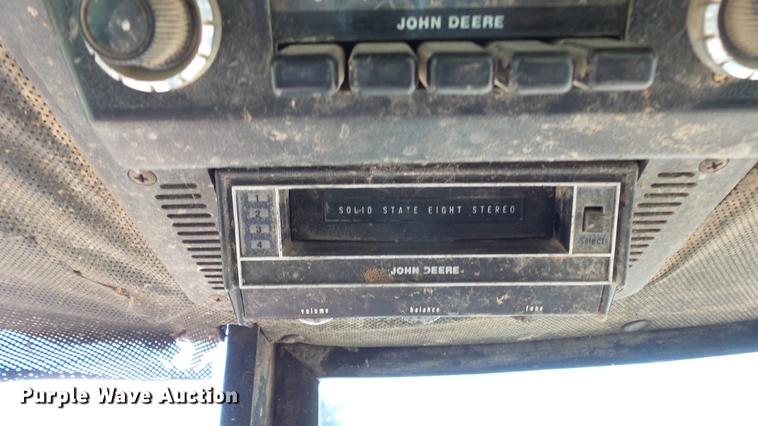 JOHN DEERE
1
2
3
4
SOLID STATE EIGHT STEREO
Select
JOHN DEERE
volume balance tone
Purple Wave Auction